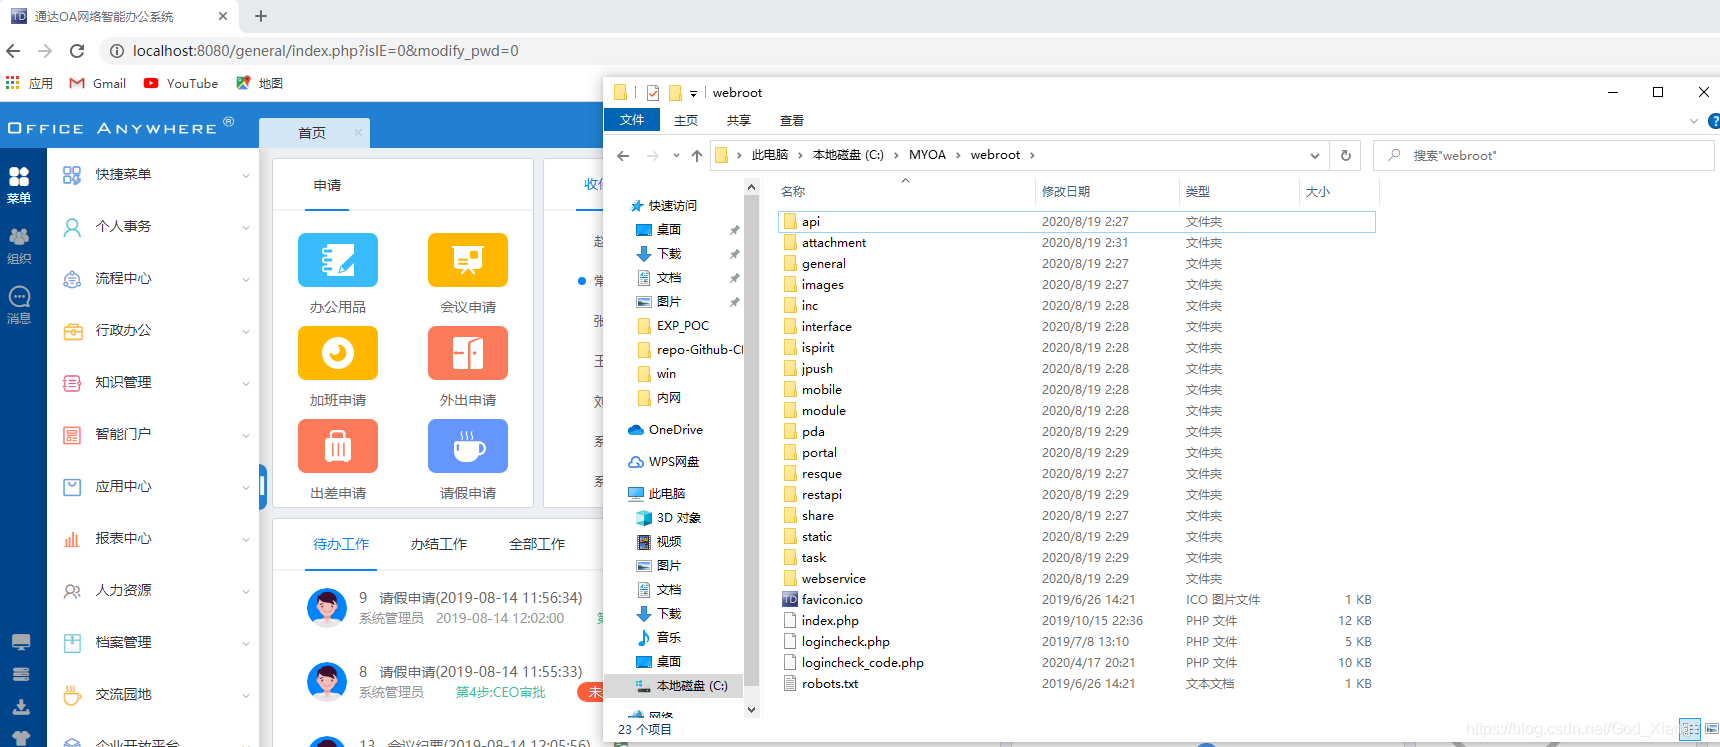 通达OA网络智能办公系统
localhost:8080/general/index.php?isIE=0&modify_pwd=0
应用 Gmail YouTube 地图
OFFICE ANYWHERE ®
首页
菜单
组织
消息
快捷菜单
个人事务
流程中心
行政办公
知识管理
智能门户
应用中心
报表中心
人力资源
档案管理
交流园地
申请
办公用品 会议申请
加班申请 外出申请
出差申请 请假申请
待办工作 办结工作 全部工作
9 请假申请(2019-08-14 11:56:34)
系统管理员 2019-08-14 12:02:00
8 请假申请(2019-08-14 11:55:33)
系统管理员 第4步:CEO审批
13 会议纪要(2019-08-14 12:05:56)
webroot
文件 主页 共享 查看
此电脑 本地磁盘 (C:) MYOA webroot
搜索"webroot"
快速访问
桌面
下载
文档
图片
EXP_POC
repo-Github-Cl
win
内网
OneDrive
WPS网盘
此电脑
3D 对象
视频
图片
文档
下载
音乐
桌面
本地磁盘 (C:)
网络
名称 修改日期 类型 大小
api 2020/8/19 2:27 文件夹
attachment 2020/8/19 2:31 文件夹
general 2020/8/19 2:27 文件夹
images 2020/8/19 2:27 文件夹
inc 2020/8/19 2:28 文件夹
interface 2020/8/19 2:28 文件夹
ispirit 2020/8/19 2:28 文件夹
jpush 2020/8/19 2:28 文件夹
mobile 2020/8/19 2:28 文件夹
module 2020/8/19 2:28 文件夹
pda 2020/8/19 2:29 文件夹
portal 2020/8/19 2:29 文件夹
resque 2020/8/19 2:27 文件夹
restapi 2020/8/19 2:29 文件夹
share 2020/8/19 2:27 文件夹
static 2020/8/19 2:29 文件夹
task 2020/8/19 2:29 文件夹
webservice 2020/8/19 2:29 文件夹
favicon.ico 2019/6/26 14:21 ICO 图片文件 1 KB
index.php 2019/10/15 22:36 PHP 文件 12 KB
logincheck.php 2019/7/8 13:10 PHP 文件 5 KB
logincheck_code.php 2020/4/17 20:21 PHP 文件 10 KB
robots.txt 2019/6/26 14:21 文本文档 1 KB
23 个项目